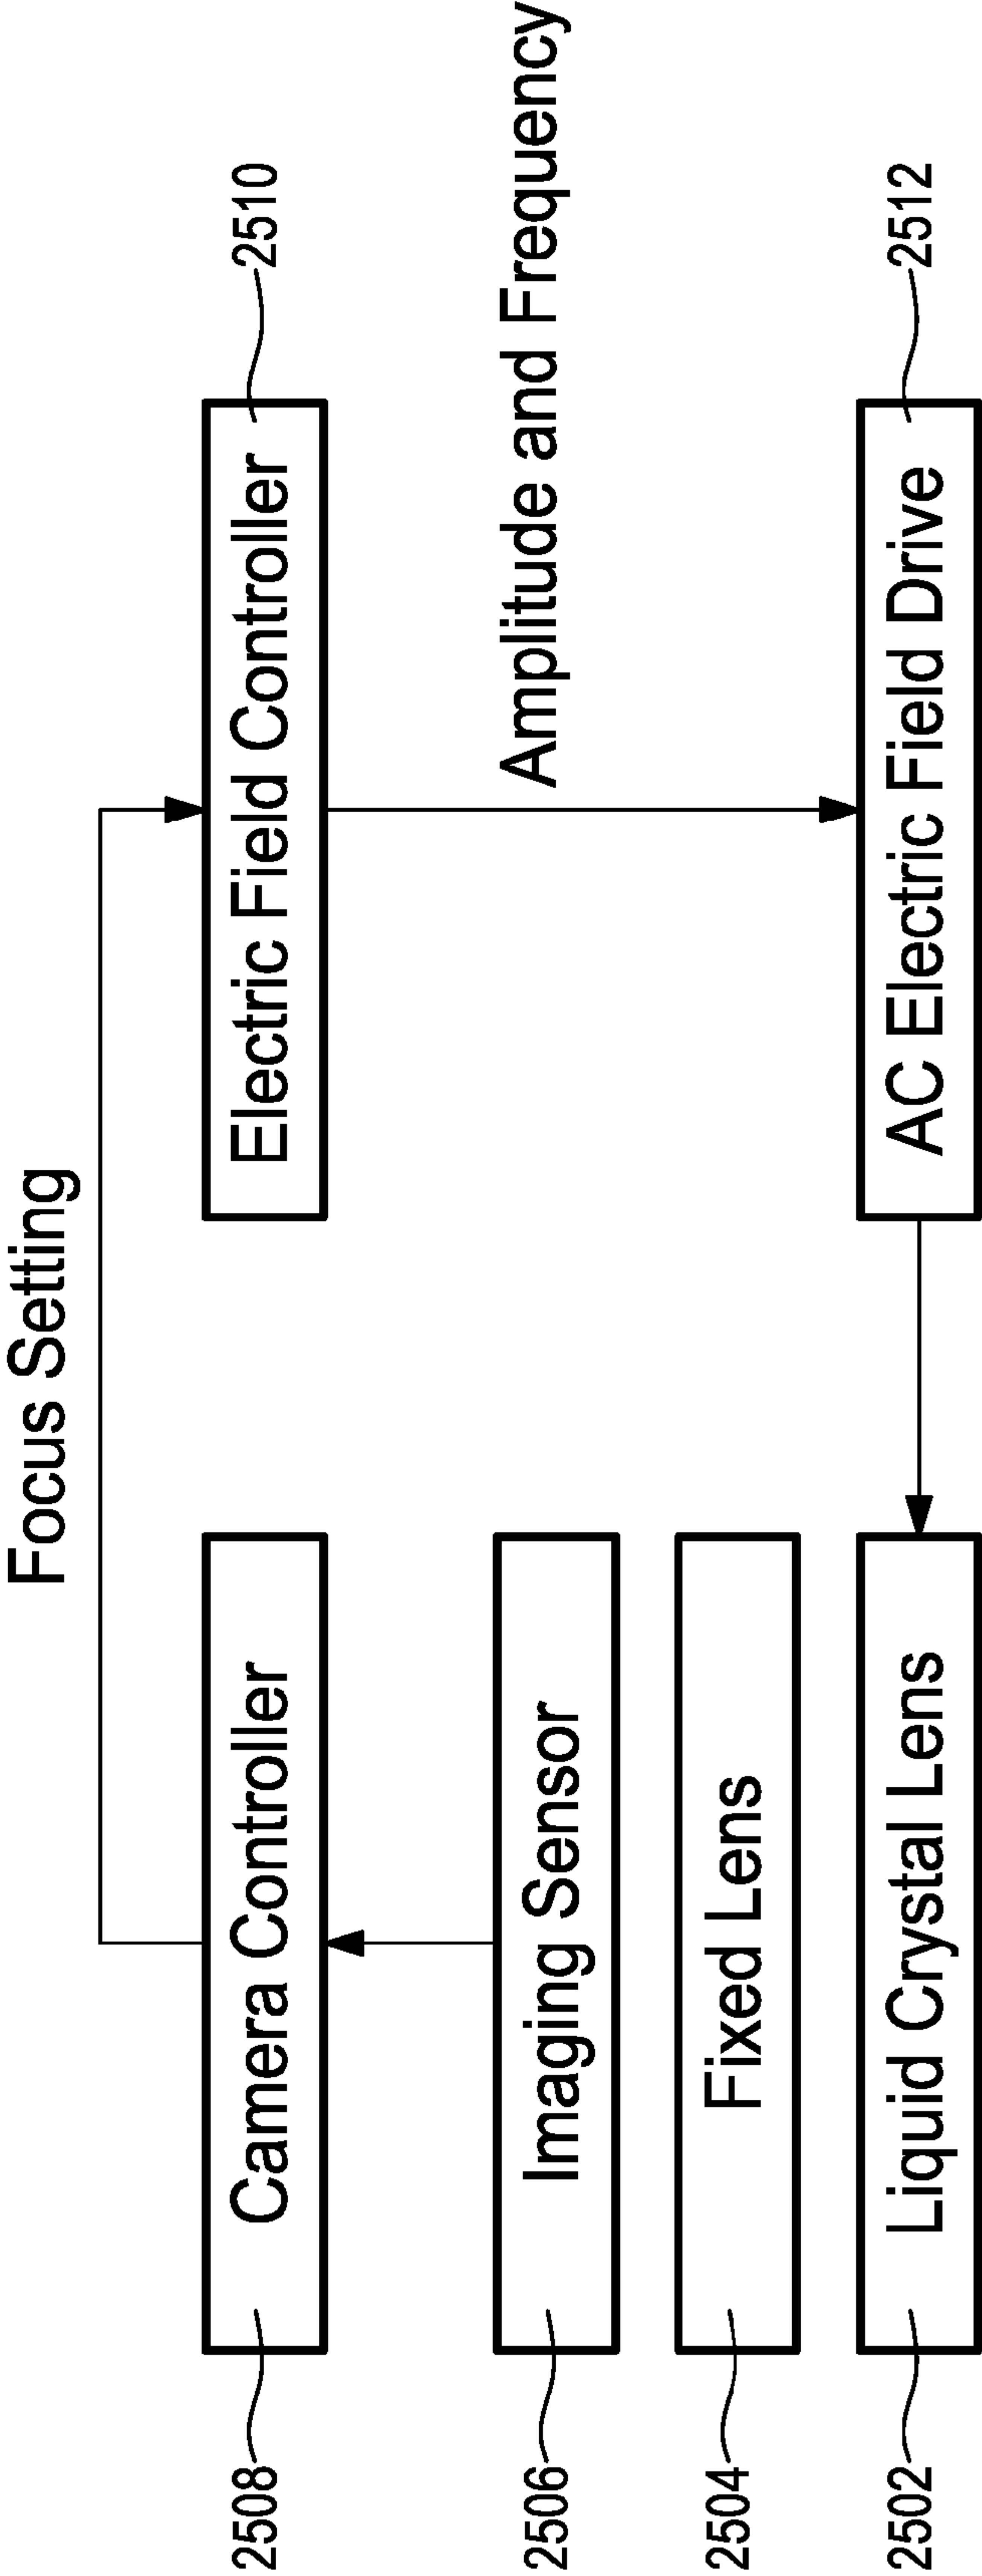 Focus Setting
2508
Camera Controller
Electric Field Controller
2510
Amplitude and Frequency
2506
Imaging Sensor
2504
Fixed Lens
2502
Liquid Crystal Lens
AC Electric Field Drive
2512